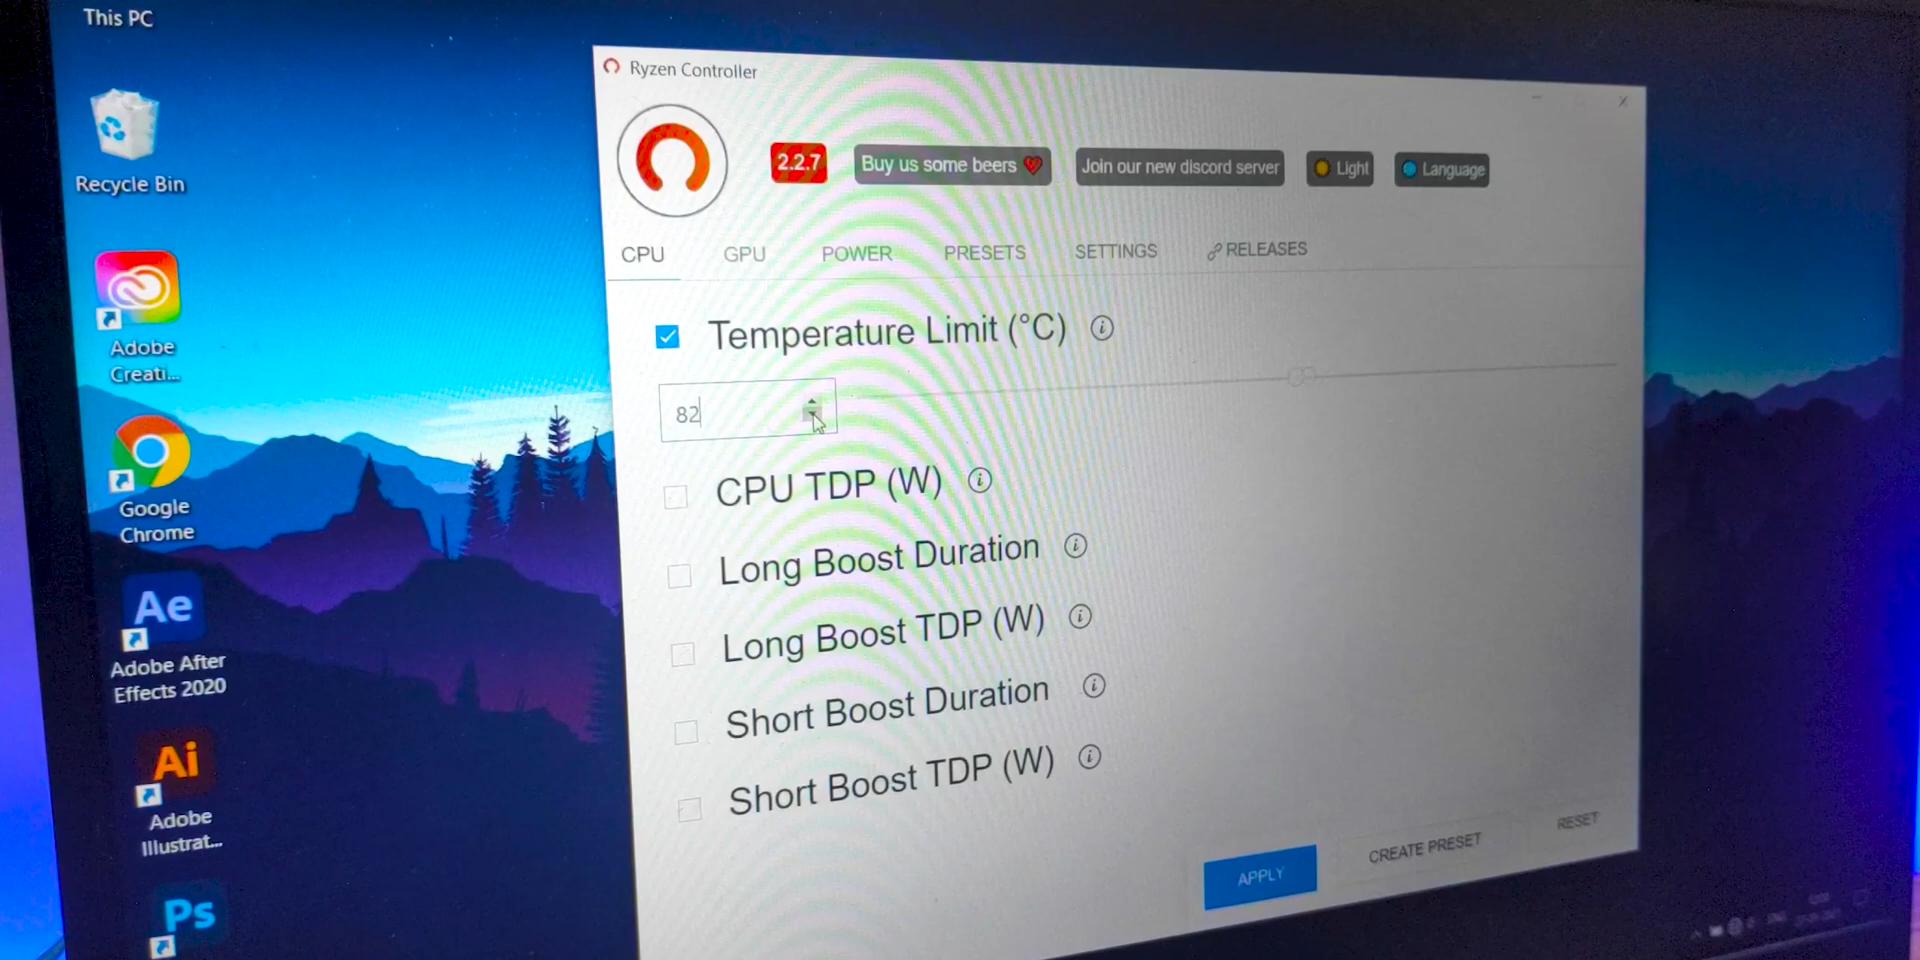 This PC
Recycle Bin
Adobe
Creati...
Google
Chrome
Ae
Adobe After
Effects 2020
Ai
Adobe
Illustrat...
Ps
Ryzen Controller
2.2.7
Buy us some beers
Join our new discord server
Light
Language
CPU
GPU
POWER
PRESETS
SETTINGS
RELEASES
Temperature Limit (°C)
82
CPU TDP (W)
Long Boost Duration
Long Boost TDP (W)
Short Boost Duration
Short Boost TDP (W)
APPLY
CREATE PRESET
RESET